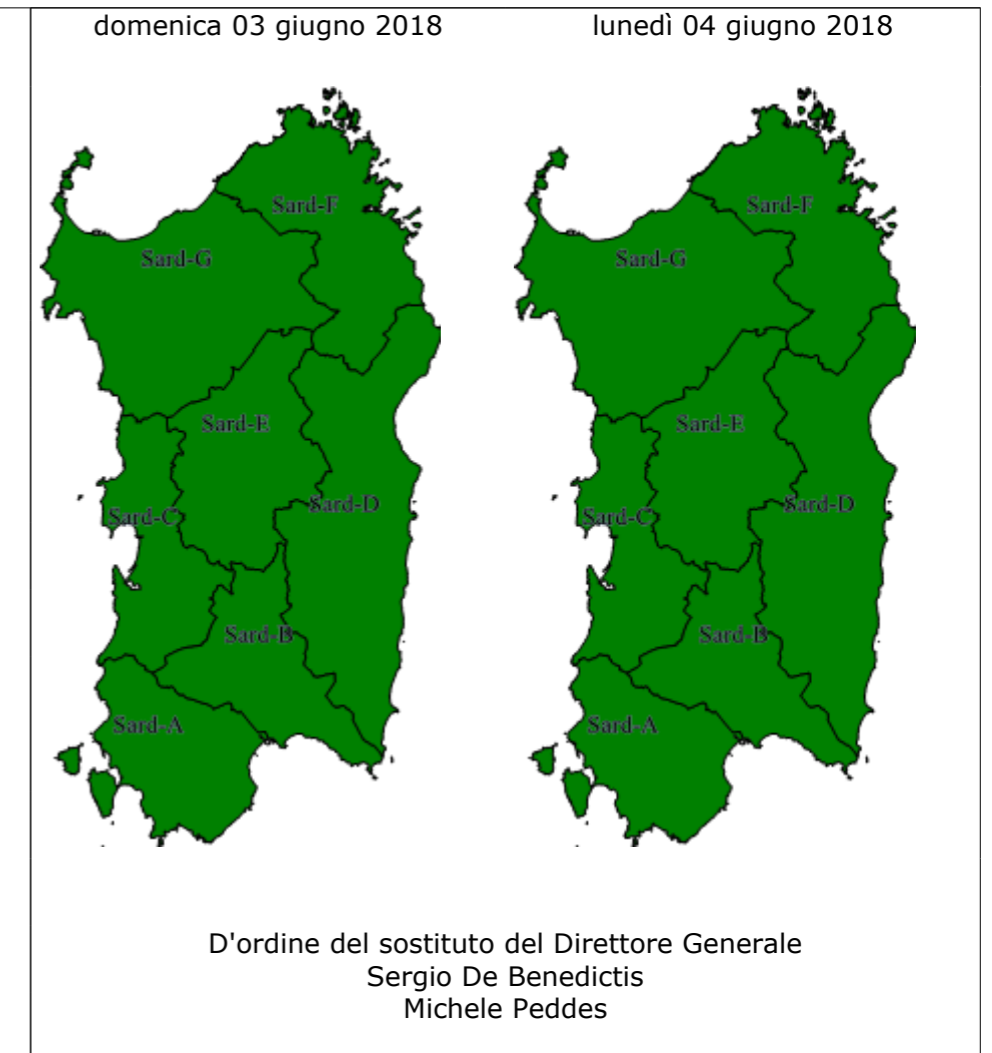 domenica 03 giugno 2018 lunedì 04 giugno 2018
Sard-F Sard-F
Sard-G Sard-G
Sard-E Sard-E
Sard-D Sard-D
Sard-C Sard-C
Sard-B Sard-B
Sard-A Sard-A
D'ordine del sostituto del Direttore Generale
Sergio De Benedictis
Michele Peddes